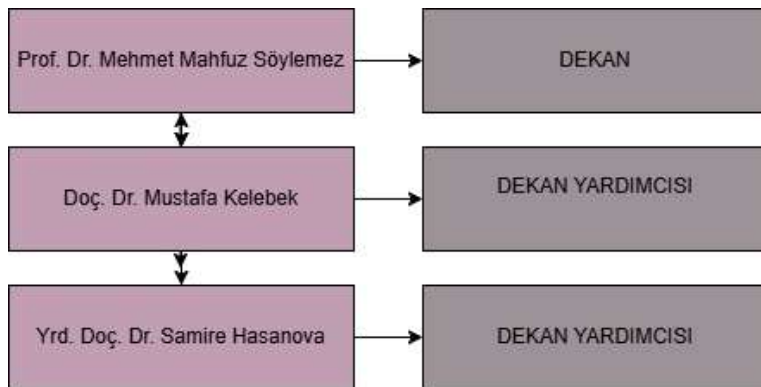 Prof. Dr. Mehmet Mahfuz Söylemez
DEKAN
Doç. Dr. Mustafa Kelebek
DEKAN YARDIMCISI
Yrd. Doç. Dr. Samire Hasanova
DEKAN YARDIMCISI